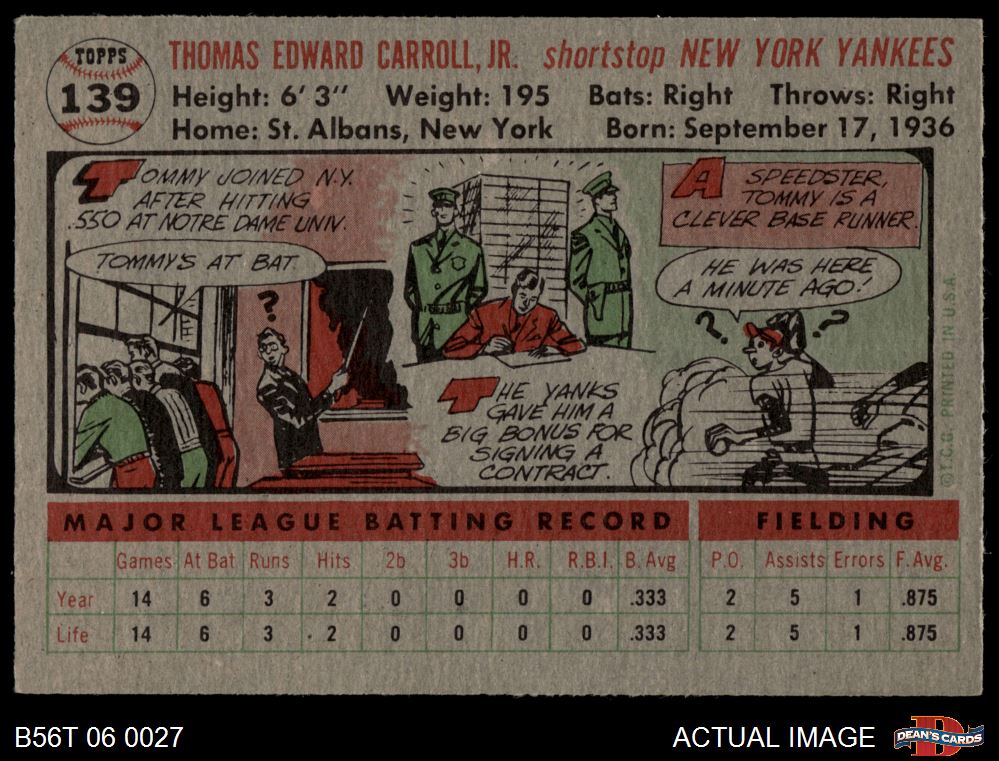 TOPPS
139
THOMAS EDWARD CARROLL, JR. shortstop NEW YORK YANKEES
Height: 6' 3" Weight: 195 Bats: Right Throws: Right
Home: St. Albans, New York Born: September 17, 1936
TOMMY JOINED N.Y.
AFTER HITTING
.550 AT NOTRE DAME UNIV.
TOMMY'S AT BAT
?
THE YANKS
GAVE HIM A
BIG BONUS FOR
SIGNING A
CONTRACT.
A SPEEDSTER,
TOMMY IS A
CLEVER BASE RUNNER.
HE WAS HERE
A MINUTE AGO!
? ?
© T.C.G. PRINTED IN U.S.A.
MAJOR LEAGUE BATTING RECORD FIELDING
Games At Bat Runs Hits 2b 3b H.R. R.B.I. B. Avg P.O. Assists Errors F. Avg.
Year 14 6 3 2 0 0 0 0 .333 2 5 1 .875
Life 14 6 3 2 0 0 0 0 .333 2 5 1 .875
B56T 06 0027 ACTUAL IMAGE
DEAN'S CARDS